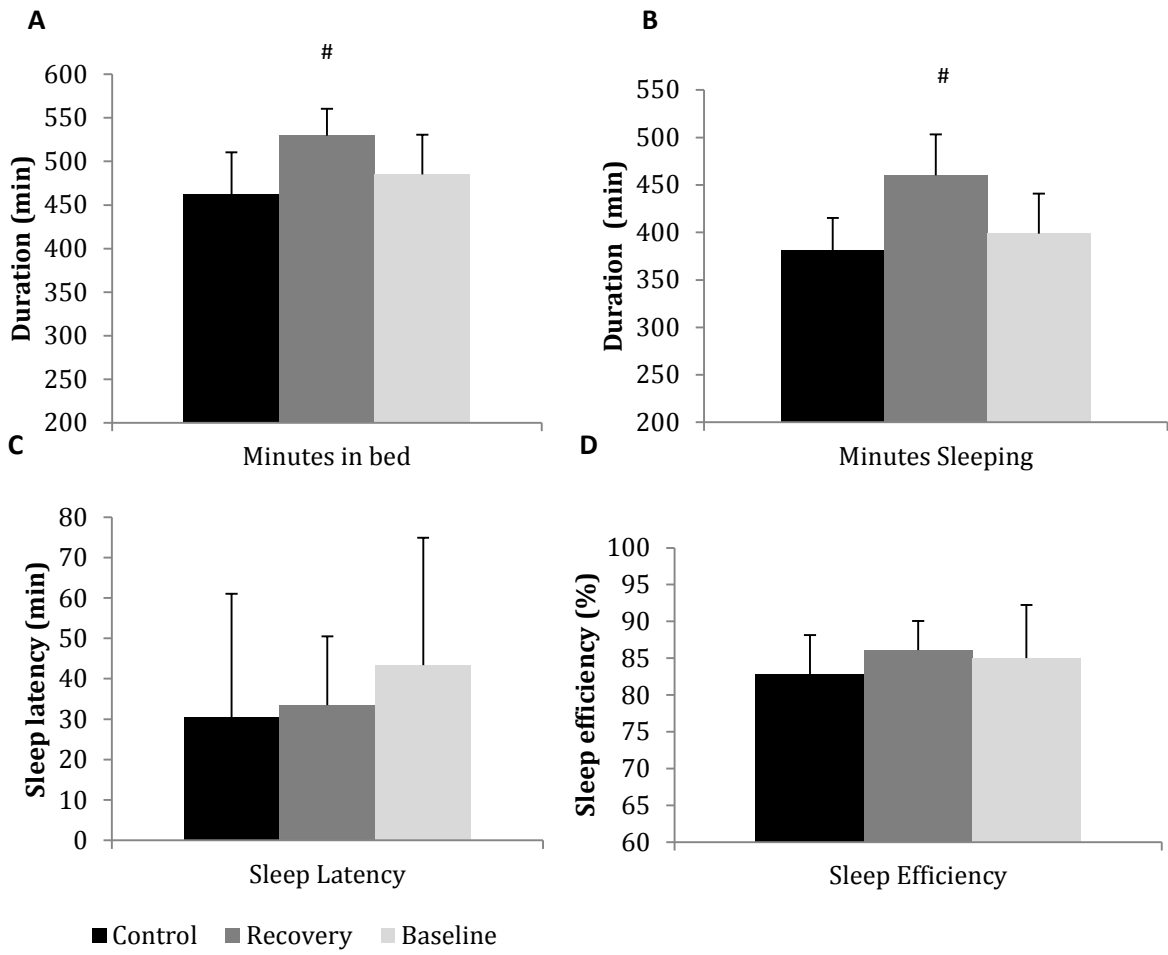 A
#
600
550
500
450
400
350
300
250
200
Duration (min)
Minutes in bed
B
#
550
500
450
400
350
300
250
200
Duration (min)
Minutes Sleeping
C
80
70
60
50
40
30
20
10
0
Sleep latency (min)
Sleep Latency
D
100
95
90
85
80
75
70
65
60
Sleep efficiency (%)
Sleep Efficiency
Control Recovery Baseline